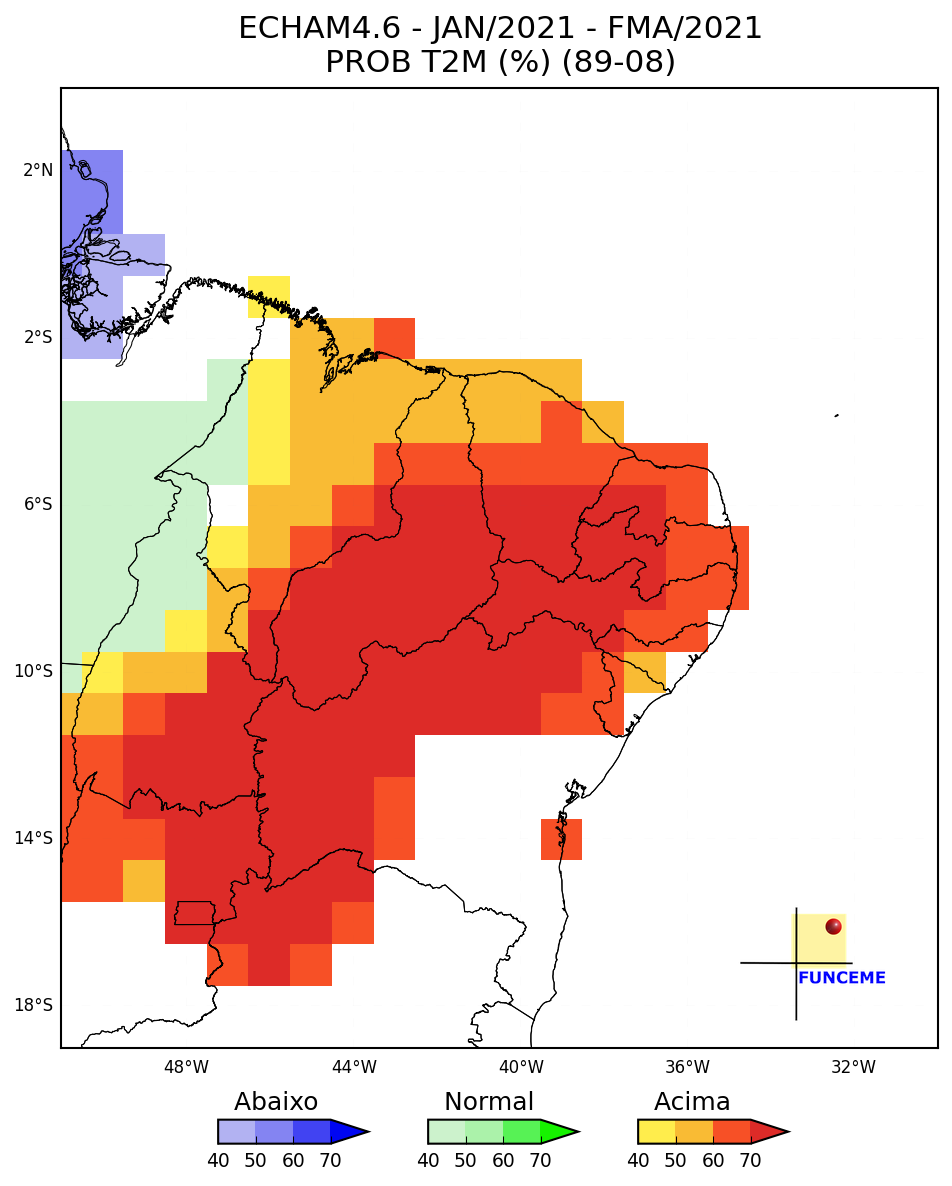 ECHAM4.6 - JAN/2021 - FMA/2021
PROB T2M (%) (89-08)
2°N
2°S
6°S
10°S
14°S
18°S
FUNCEME
48°W 44°W 40°W 36°W 32°W
Abaixo Normal Acima
40 50 60 70 40 50 60 70 40 50 60 70